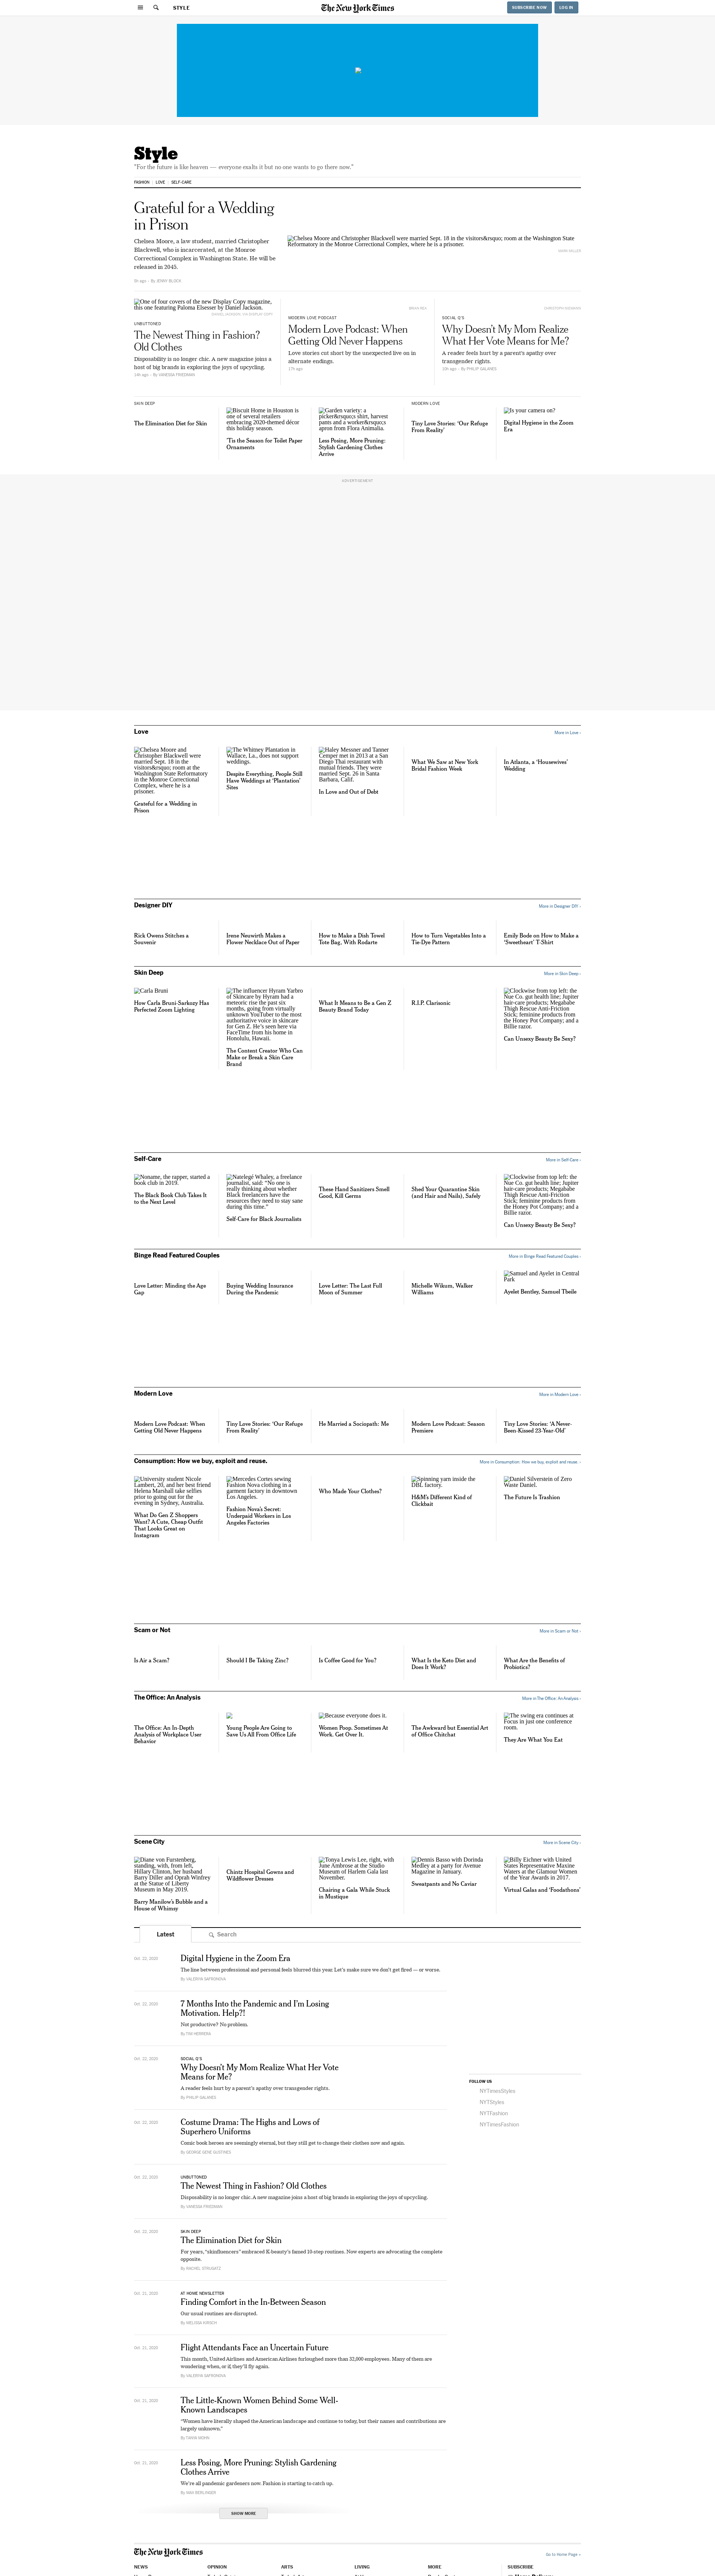 STYLE
The New York Times
SUBSCRIBE NOW
LOG IN
Style
"For the future is like heaven — everyone exalts it but no one wants to go there now."
FASHION
LOVE
SELF-CARE
Grateful for a Wedding
in Prison
Chelsea Moore, a law student, married Christopher
Blackwell, who is incarcerated, at the Monroe
Correctional Complex in Washington State. He will be
released in 2045.
5h ago · By JENNY BLOCK
Chelsea Moore and Christopher Blackwell were married Sept. 18 in the visitors&rsquo; room at the Washington State
Reformatory in the Monroe Correctional Complex, where he is a prisoner.
One of four covers of the new Display Copy magazine,
this one featuring Paloma Elsesser by Daniel Jackson.
UNBUTTONED
The Newest Thing in Fashion?
Old Clothes
Disposability is no longer chic. A new magazine joins a
host of big brands in exploring the joys of upcycling.
14h ago · By VANESSA FRIEDMAN
MODERN LOVE PODCAST
Modern Love Podcast: When
Getting Old Never Happens
Love stories cut short by the unexpected live on in
alternate endings.
17h ago
SOCIAL Q'S
Why Doesn't My Mom Realize
What Her Vote Means for Me?
A reader feels hurt by a parent's apathy over
transgender rights.
10h ago · By PHILIP GALANES
SKIN DEEP
The Elimination Diet for Skin
Biscuit Home in Houston is
one of several retailers
embracing 2020-themed décor
this holiday season.
'Tis the Season for Toilet Paper
Ornaments
Garden variety: a
picker&rsquo;s shirt, harvest
pants and a worker&rsquo;s
apron from Flora Animalia.
Less Posing, More Pruning:
Stylish Gardening Clothes
Arrive
MODERN LOVE
Tiny Love Stories: 'Our Refuge
From Reality'
Is your camera on?
Digital Hygiene in the Zoom
Era
ADVERTISEMENT
Love
More in Love ›
Chelsea Moore and
Christopher Blackwell
were married Sept. 18 in
the visitors&rsquo; room
at the Washington State
Reformatory in the
Monroe Correctional
Complex, where he is a
prisoner.
Grateful for a Wedding in
Prison
The Whitney Plantation in
Wallace, La., does not
support weddings.
Despite Everything, People Still
Have Weddings at 'Plantation'
Sites
Haley Messner and Tanner
Cemper met in 2013 at a San
Diego Thai restaurant with
mutual friends. They were
married Sept. 26 in Santa
Barbara, Calif.
In Love and Out of Debt
What We Saw at New York
Bridal Fashion Week
In Atlanta, a 'Housewives'
Wedding
Designer DIY
More in Designer DIY ›
Rick Owens Stitches a
Souvenir
Irene Neuwirth Makes a
Flower Necklace Out of Paper
How to Make a Dish Towel
Tote Bag, With Rodarte
How to Turn Vegetables Into a
Tie-Dye Pattern
Emily Bode on How to Make a
'Sweetheart' T-Shirt
Skin Deep
More in Skin Deep ›
Carla Bruni
How Carla Bruni-Sarkozy Has
Perfected Zoom Lighting
The influencer Hyram Yarbro
of Skincare by Hyram had a
meteoric rise the past six
months, going from virtually
unknown YouTuber to the most
authoritative voice in skincare
for Gen Z. He's seen here via
FaceTime from his home in
Honolulu, Hawaii.
The Content Creator Who Can
Make or Break a Skin Care
Brand
What It Means to Be a Gen Z
Beauty Brand Today
R.I.P. Clarisonic
Clockwise from top left: the
Nue Co. gut health line; Jupiter
hair-care products; Megababe
Thigh Rescue Anti-Friction
Stick; feminine products from
the Honey Pot Company; and a
Billie razor.
Can Unsexy Beauty Be Sexy?
Self-Care
More in Self-Care ›
Noname, the rapper, started a
book club in 2019.
The Black Book Club Takes It
to the Next Level
Natelegé Whaley, a freelance
journalist, said: "No one is
really thinking about whether
Black freelancers have the
resources they need to stay sane
during this time."
Self-Care for Black Journalists
These Hand Sanitizers Smell
Good, Kill Germs
Shed Your Quarantine Skin
(and Hair and Nails), Safely
Clockwise from top left: the
Nue Co. gut health line; Jupiter
hair-care products; Megababe
Thigh Rescue Anti-Friction
Stick; feminine products from
the Honey Pot Company; and a
Billie razor.
Can Unsexy Beauty Be Sexy?
Binge Read Featured Couples
More in Binge Read Featured Couples ›
Love Letter: Minding the Age
Gap
Buying Wedding Insurance
During the Pandemic
Love Letter: The Last Full
Moon of Summer
Michelle Wikum, Walker
Williams
Samuel and Ayelet in Central
Park
Ayelet Bentley, Samuel Theile
Modern Love
More in Modern Love ›
Modern Love Podcast: When
Getting Old Never Happens
Tiny Love Stories: 'Our Refuge
From Reality'
He Married a Sociopath: Me
Modern Love Podcast: Season
Premiere
Tiny Love Stories: 'A Never-
Been-Kissed 23-Year-Old'
Consumption: How we buy, exploit and reuse.
More in Consumption: How we buy, exploit and reuse. ›
University student Nicole
Lambert, 20, and her best friend
Helena Marshall take selfies
prior to going out for the
evening in Sydney, Australia.
What Do Gen Z Shoppers
Want? A Cute, Cheap Outfit
That Looks Great on
Instagram
Mercedes Cortes sewing
Fashion Nova clothing in a
garment factory in downtown
Los Angeles.
Fashion Nova's Secret:
Underpaid Workers in Los
Angeles Factories
Who Made Your Clothes?
Spinning yarn inside the
DBL factory.
H&M's Different Kind of
Clickbait
Daniel Silverstein of Zero
Waste Daniel.
The Future Is Trashion
Scam or Not
More in Scam or Not ›
Is Air a Scam?
Should I Be Taking Zinc?
Is Coffee Good for You?
What Is the Keto Diet and
Does It Work?
What Are the Benefits of
Probiotics?
The Office: An Analysis
More in The Office: An Analysis ›
The Office: An In-Depth
Analysis of Workplace User
Behavior
Young People Are Going to
Save Us All From Office Life
Because everyone does it.
Women Poop. Sometimes At
Work. Get Over It.
The Awkward but Essential Art
of Office Chitchat
The swing era continues at
Focus in just one conference
room.
They Are What You Eat
Scene City
More in Scene City ›
Diane von Furstenberg,
standing, with, from left,
Hillary Clinton, her husband
Barry Diller and Oprah Winfrey
at the Statue of Liberty
Museum in May 2019.
Barry Manilow's Bubble and a
House of Whimsy
Chintz Hospital Gowns and
Wildflower Dresses
Tonya Lewis Lee, right, with
June Ambrose at the Studio
Museum of Harlem Gala last
November.
Chairing a Gala While Stuck
in Mustique
Dennis Basso with Dorinda
Medley at a party for Avenue
Magazine in January.
Sweatpants and No Caviar
Billy Eichner with United
States Representative Maxine
Waters at the Glamour Women
of the Year Awards in 2017.
Virtual Galas and 'Foodathons'
Latest
Search
Oct. 22, 2020
Digital Hygiene in the Zoom Era
The line between professional and personal feels blurred this year. Let's make sure we don't get fired — or worse.
By VALERIYA SAFRONOVA
Oct. 22, 2020
7 Months Into the Pandemic and I'm Losing
Motivation. Help?!
Not productive? No problem.
By TIM HERRERA
Oct. 22, 2020
SOCIAL Q'S
Why Doesn't My Mom Realize What Her Vote
Means for Me?
A reader feels hurt by a parent's apathy over transgender rights.
By PHILIP GALANES
Oct. 22, 2020
Costume Drama: The Highs and Lows of
Superhero Uniforms
Comic book heroes are seemingly eternal, but they still get to change their clothes now and again.
By GEORGE GENE GUSTINES
Oct. 22, 2020
UNBUTTONED
The Newest Thing in Fashion? Old Clothes
Disposability is no longer chic. A new magazine joins a host of big brands in exploring the joys of upcycling.
By VANESSA FRIEDMAN
Oct. 22, 2020
SKIN DEEP
The Elimination Diet for Skin
For years, "skinfluencers" embraced K-beauty's famed 10-step routines. Now experts are advocating the complete
opposite.
By RACHEL STRUGATZ
Oct. 21, 2020
AT HOME NEWSLETTER
Finding Comfort in the In-Between Season
Our usual routines are disrupted.
By MELISSA KIRSCH
Oct. 21, 2020
Flight Attendants Face an Uncertain Future
This month, United Airlines and American Airlines furloughed more than 32,000 employees. Many of them are
wondering when, or if, they'll fly again.
By VALERIYA SAFRONOVA
Oct. 21, 2020
The Little-Known Women Behind Some Well-
Known Landscapes
"Women have literally shaped the American landscape and continue to today, but their names and contributions are
largely unknown."
By TANYA MOHN
Oct. 21, 2020
Less Posing, More Pruning: Stylish Gardening
Clothes Arrive
We're all pandemic gardeners now. Fashion is starting to catch up.
By MAX BERLINGER
SHOW MORE
FOLLOW US
NYTimesStyles
NYTStyles
NYTFashion
NYTimesFashion
The New York Times
Go to Home Page »
NEWS
OPINION
ARTS
LIVING
MORE
SUBSCRIBE